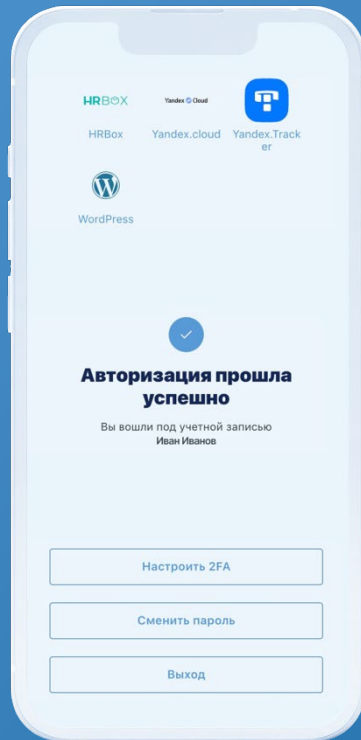 HRBOX
Yandex Cloud
HRBox
Yandex.cloud
Yandex.Track
er
WordPress
Авторизация прошла
успешно
Вы вошли под учетной записью
Иван Иванов
Настроить 2FA
Сменить пароль
Выход